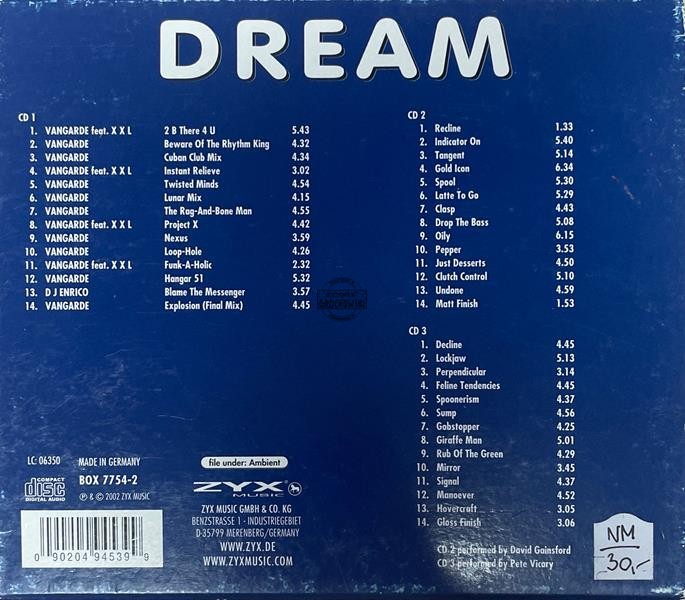 DREAM
CD 1
1. VANGARDE feat. X X L 2 B There 4 U 5.43
2. VANGARDE Beware Of The Rhythm King 4.32
3. VANGARDE Cuban Club Mix 4.34
4. VANGARDE feat. X X L Instant Relieve 3.02
5. VANGARDE Twisted Minds 4.54
6. VANGARDE Lunar Mix 4.15
7. VANGARDE The Rag-And-Bone Man 4.55
8. VANGARDE feat. X X L Project X 4.42
9. VANGARDE Nexus 3.59
10. VANGARDE Loop-Hole 4.26
11. VANGARDE feat. X X L Funk-A-Holic 2.32
12. VANGARDE Hangar 51 5.32
13. D J ENRICO Blame The Messenger 3.57
14. VANGARDE Explosion (Final Mix) 4.45
CD 2
1. Recline 1.33
2. Indicator On 5.40
3. Tangent 5.14
4. Gold Icon 6.34
5. Spool 5.30
6. Latte To Go 5.29
7. Clasp 4.43
8. Drop The Bass 5.08
9. Oily 6.15
10. Pepper 3.53
11. Just Desserts 4.50
12. Clutch Control 5.10
13. Undone 4.59
14. Matt Finish 1.53
CD 3
1. Decline 4.45
2. Lockjaw 5.13
3. Perpendicular 3.14
4. Feline Tendencies 4.45
5. Spoonerism 4.37
6. Sump 4.56
7. Gobstopper 4.25
8. Giraffe Man 5.01
9. Rub Of The Green 4.29
10. Mirror 3.45
11. Signal 4.37
12. Manoever 4.52
13. Hovercraft 3.05
14. Gloss Finish 3.06
CD 2 performed by David Gainsford
CD 3 performed by Pete Vicary
LC: 06350 MADE IN GERMANY
BOX 7754-2
COMPACT disc DIGITAL AUDIO
℗ & © 2002 ZYX MUSIC
0 90204 94539 9
file under: Ambient
ZYX
MUSIC
ZYX MUSIC GMBH & CO. KG
BENZSTRASSE 1 - INDUSTRIEGEBIET
D-35799 MERENBERG/GERMANY
WWW.ZYX.DE
WWW.ZYXMUSIC.COM
NM
30,-